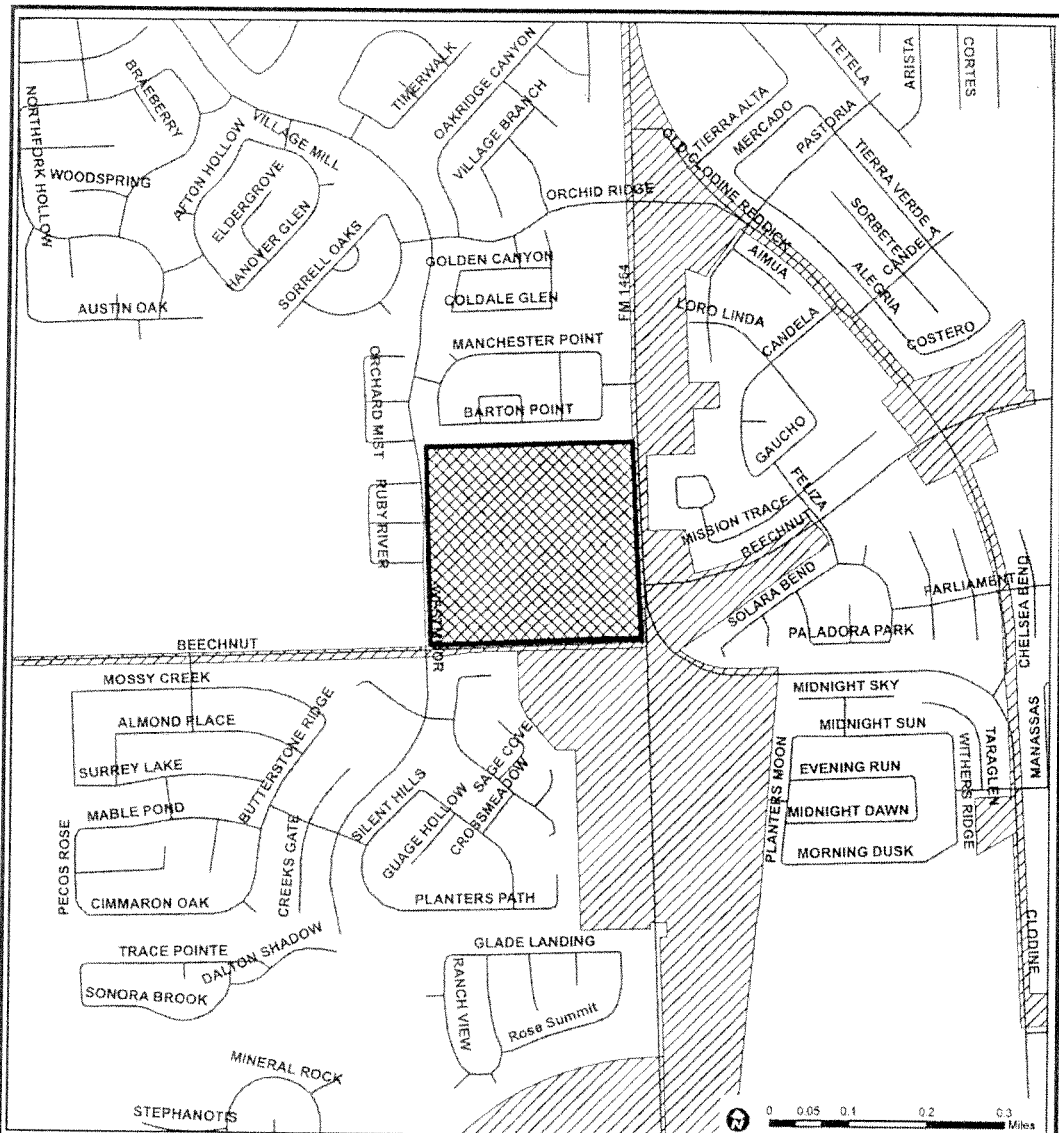 TETELA
ARISTA
CORTES
BRAEBERRY
TIMERWALK
OAKRIDGE CANYON
VILLAGE BRANCH
TIERRA ALTA
MERCADO
PASTORIA
NORTHFORK HOLLOW
VILLAGE MILL
AFTON HOLLOW
OLD CLODINE REDDICK
TIERRA VERDE
WOODSPRING
ELDERGROVE
HANOVER GLEN
SORRELL OAKS
ORCHID RIDGE
SORBETE
CANDELA
AIMUA
ALEGRIA
GOLDEN CANYON
COLDALE GLEN
FM 1464
LORO LINDA
CANDELA
COSTERO
AUSTIN OAK
MANCHESTER POINT
ORCHARD MIST
BARTON POINT
GAUCHO
FELIZA
RUBY RIVER
MISSION TRACE
BEECHNUT
SOLARA BEND
PARLIAMENT
CHELSEA BEND
WESTMOOR
BEECHNUT
PALADORA PARK
MOSSY CREEK
MIDNIGHT SKY
ALMOND PLACE
BUTTERSTONE RIDGE
MIDNIGHT SUN
TARAGLEN
MANASSAS
SURREY LAKE
SAGE COVE
EVENING RUN
WITHERS RIDGE
MABLE POND
SILENT HILLS
GUAGE HOLLOW
CROSSMEADOW
PLANTERS MOON
MIDNIGHT DAWN
PECOS ROSE
CREEKS GATE
MORNING DUSK
CIMMARON OAK
PLANTERS PATH
TRACE POINTE
DALTON SHADOW
GLADE LANDING
CLODINE
SONORA BROOK
RANCH VIEW
Rose Summit
MINERAL ROCK
STEPHANOTIS
N
0 0.05 0.1 0.2 0.3
Miles